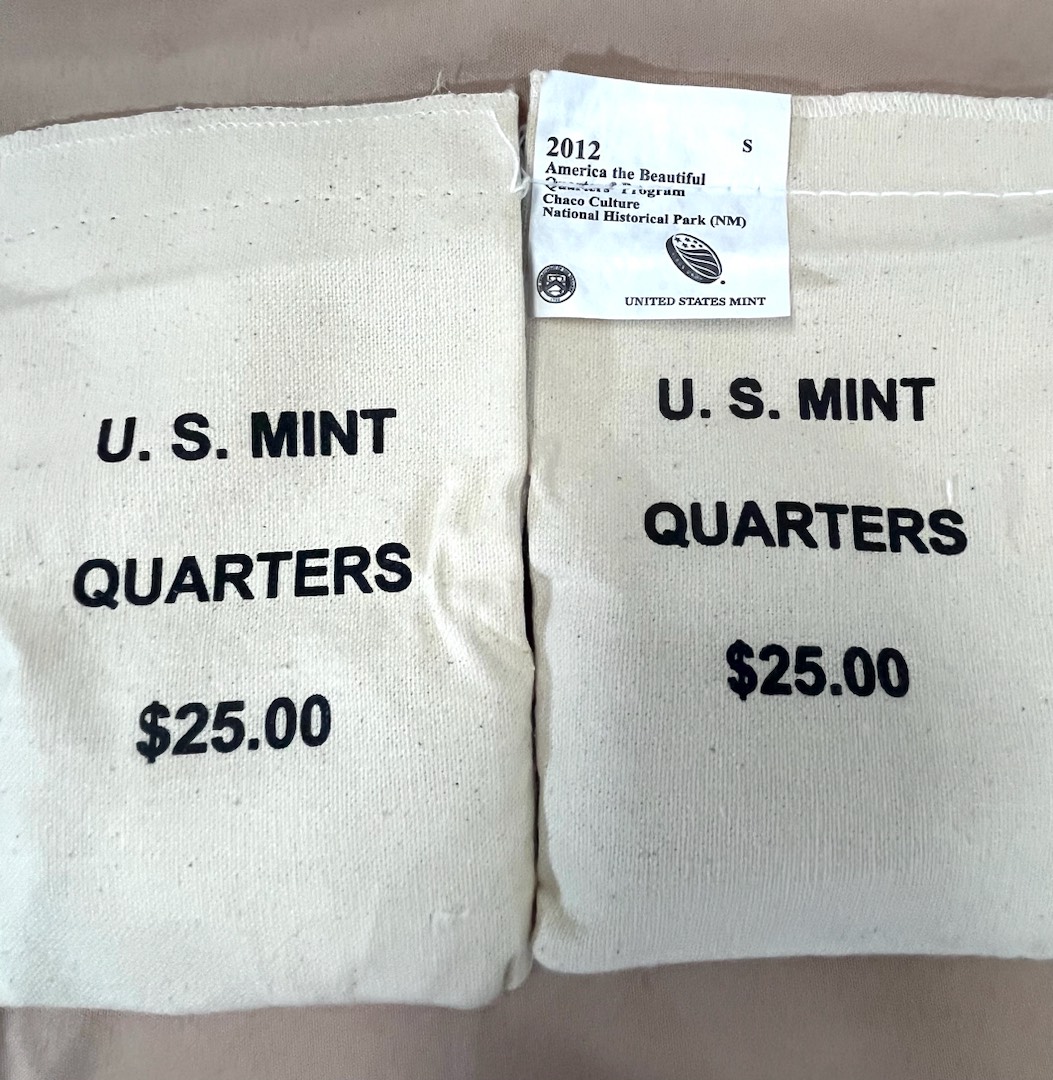 U. S. MINT
QUARTERS
$25.00
2012 S
America the Beautiful
Quarters® Program
Chaco Culture
National Historical Park (NM)
UNITED STATES MINT
U. S. MINT
QUARTERS
$25.00